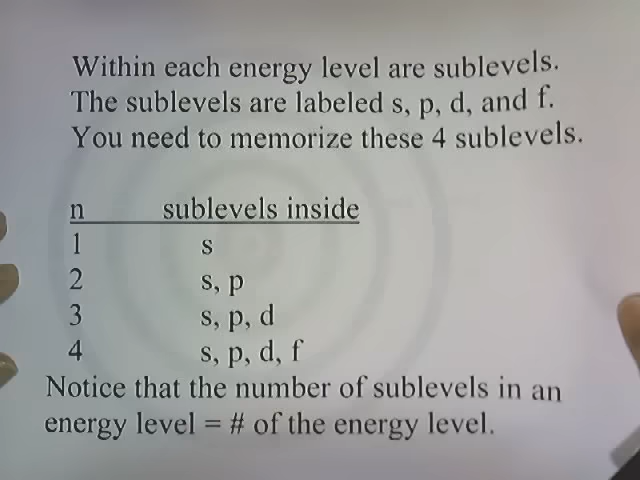 Within each energy level are sublevels.
The sublevels are labeled s, p, d, and f.
You need to memorize these 4 sublevels.
n sublevels inside
1 s
2 s, p
3 s, p, d
4 s, p, d, f
Notice that the number of sublevels in an
energy level = # of the energy level.